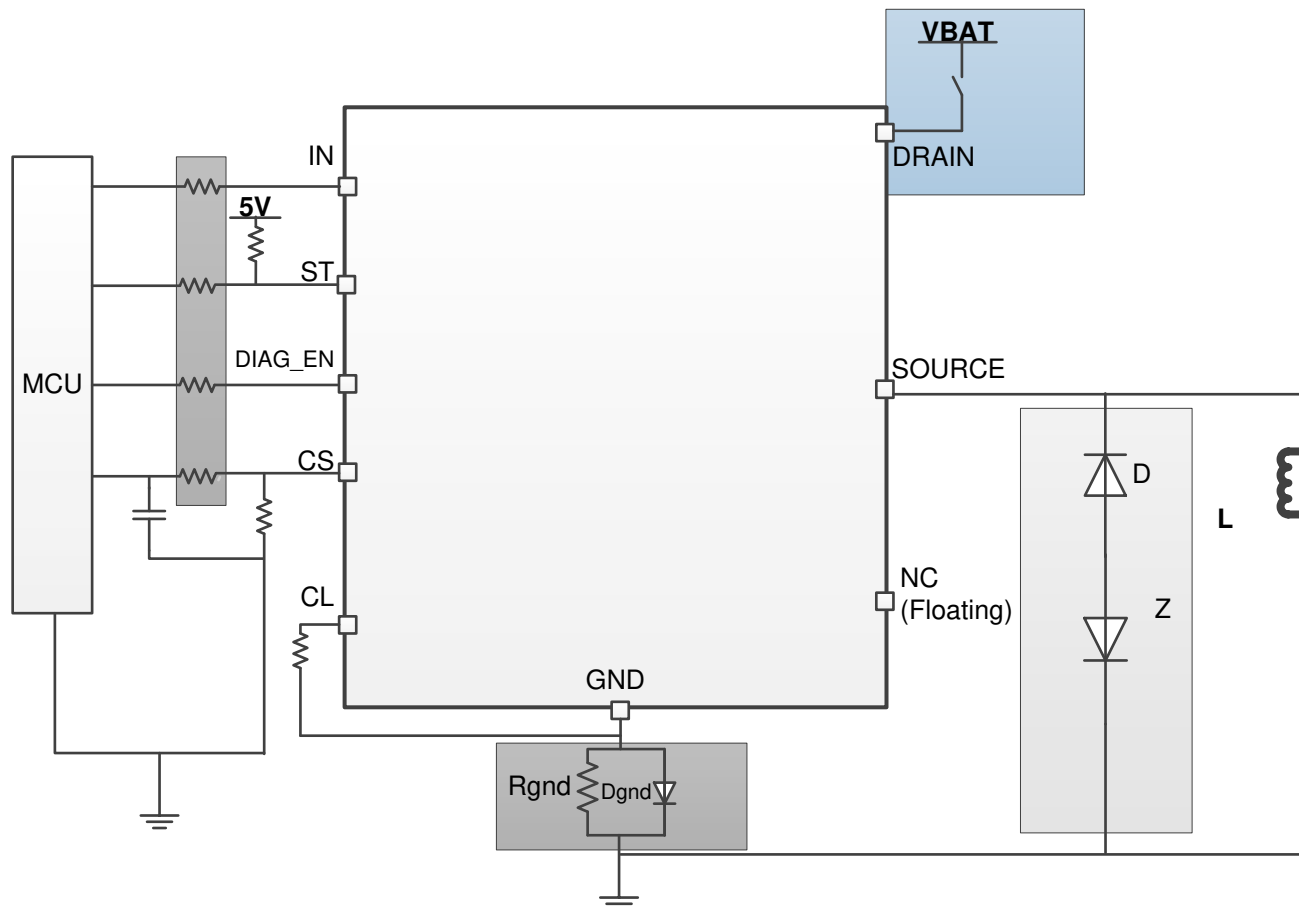 VBAT
DRAIN
IN
5V
ST
DIAG_EN
MCU
SOURCE
CS
D
L
NC
(Floating)
CL
Z
GND
Rgnd
Dgnd